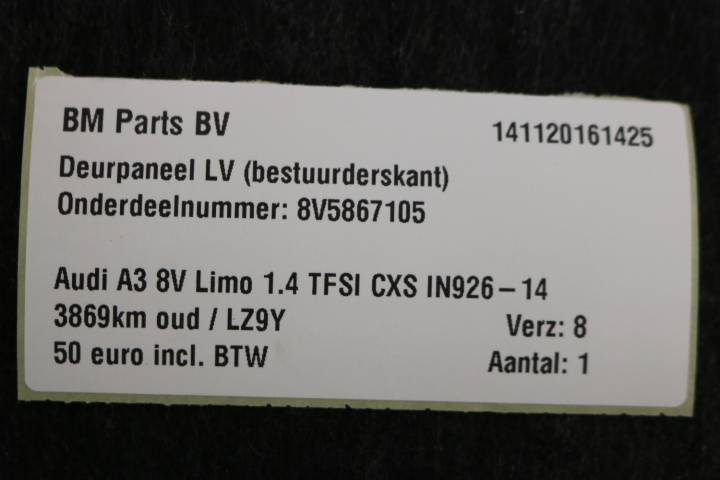 BM Parts BV 141120161425
Deurpaneel LV (bestuurderskant)
Onderdeelnummer: 8V5867105
Audi A3 8V Limo 1.4 TFSI CXS IN926-14
3869km oud / LZ9Y Verz: 8
50 euro incl. BTW Aantal: 1